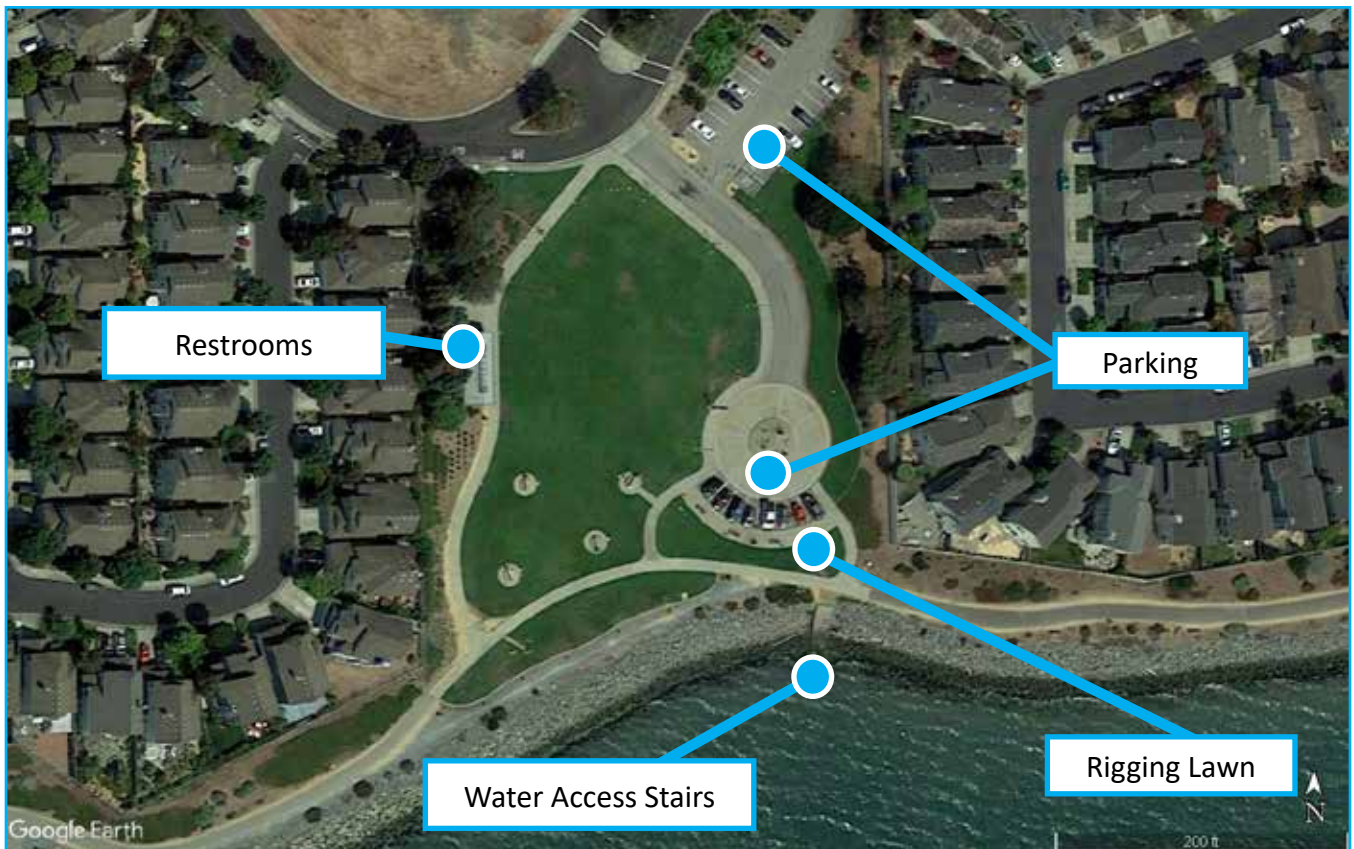 Restrooms
Parking
Rigging Lawn
Water Access Stairs
N
Google Earth
200 ft